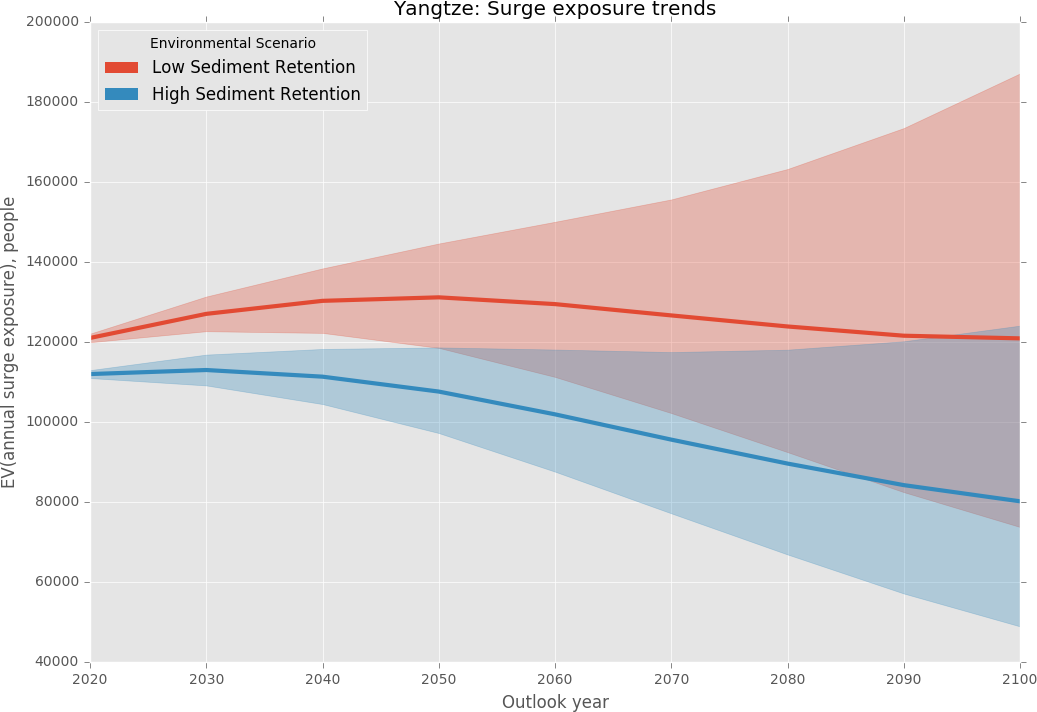 Yangtze: Surge exposure trends
200000
180000
160000
140000
120000
100000
80000
60000
40000
EV(annual surge exposure), people
Environmental Scenario
Low Sediment Retention
High Sediment Retention
2020 2030 2040 2050 2060 2070 2080 2090 2100
Outlook year